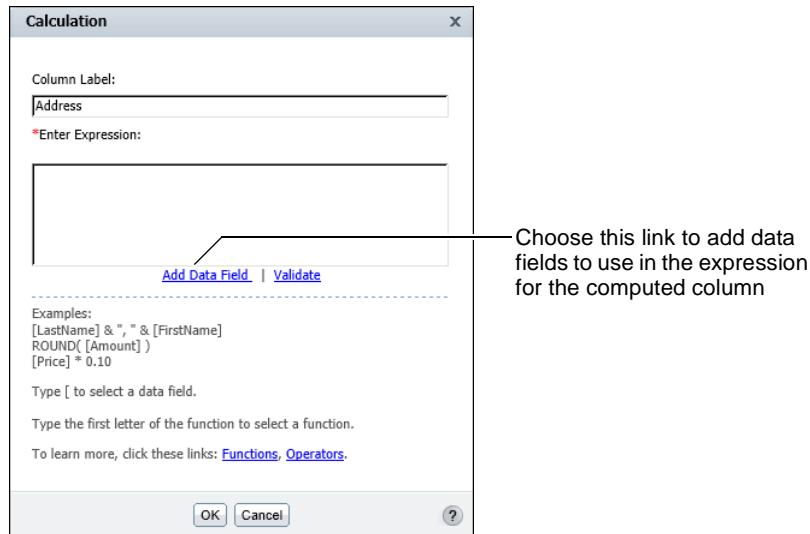 Calculation x
Column Label:
Address
*Enter Expression:
Add Data Field | Validate
Choose this link to add data
fields to use in the expression
for the computed column
Examples:
[LastName] & ", " & [FirstName]
ROUND( [Amount] )
[Price] * 0.10
Type [ to select a data field.
Type the first letter of the function to select a function.
To learn more, click these links: Functions, Operators.
OK Cancel ?